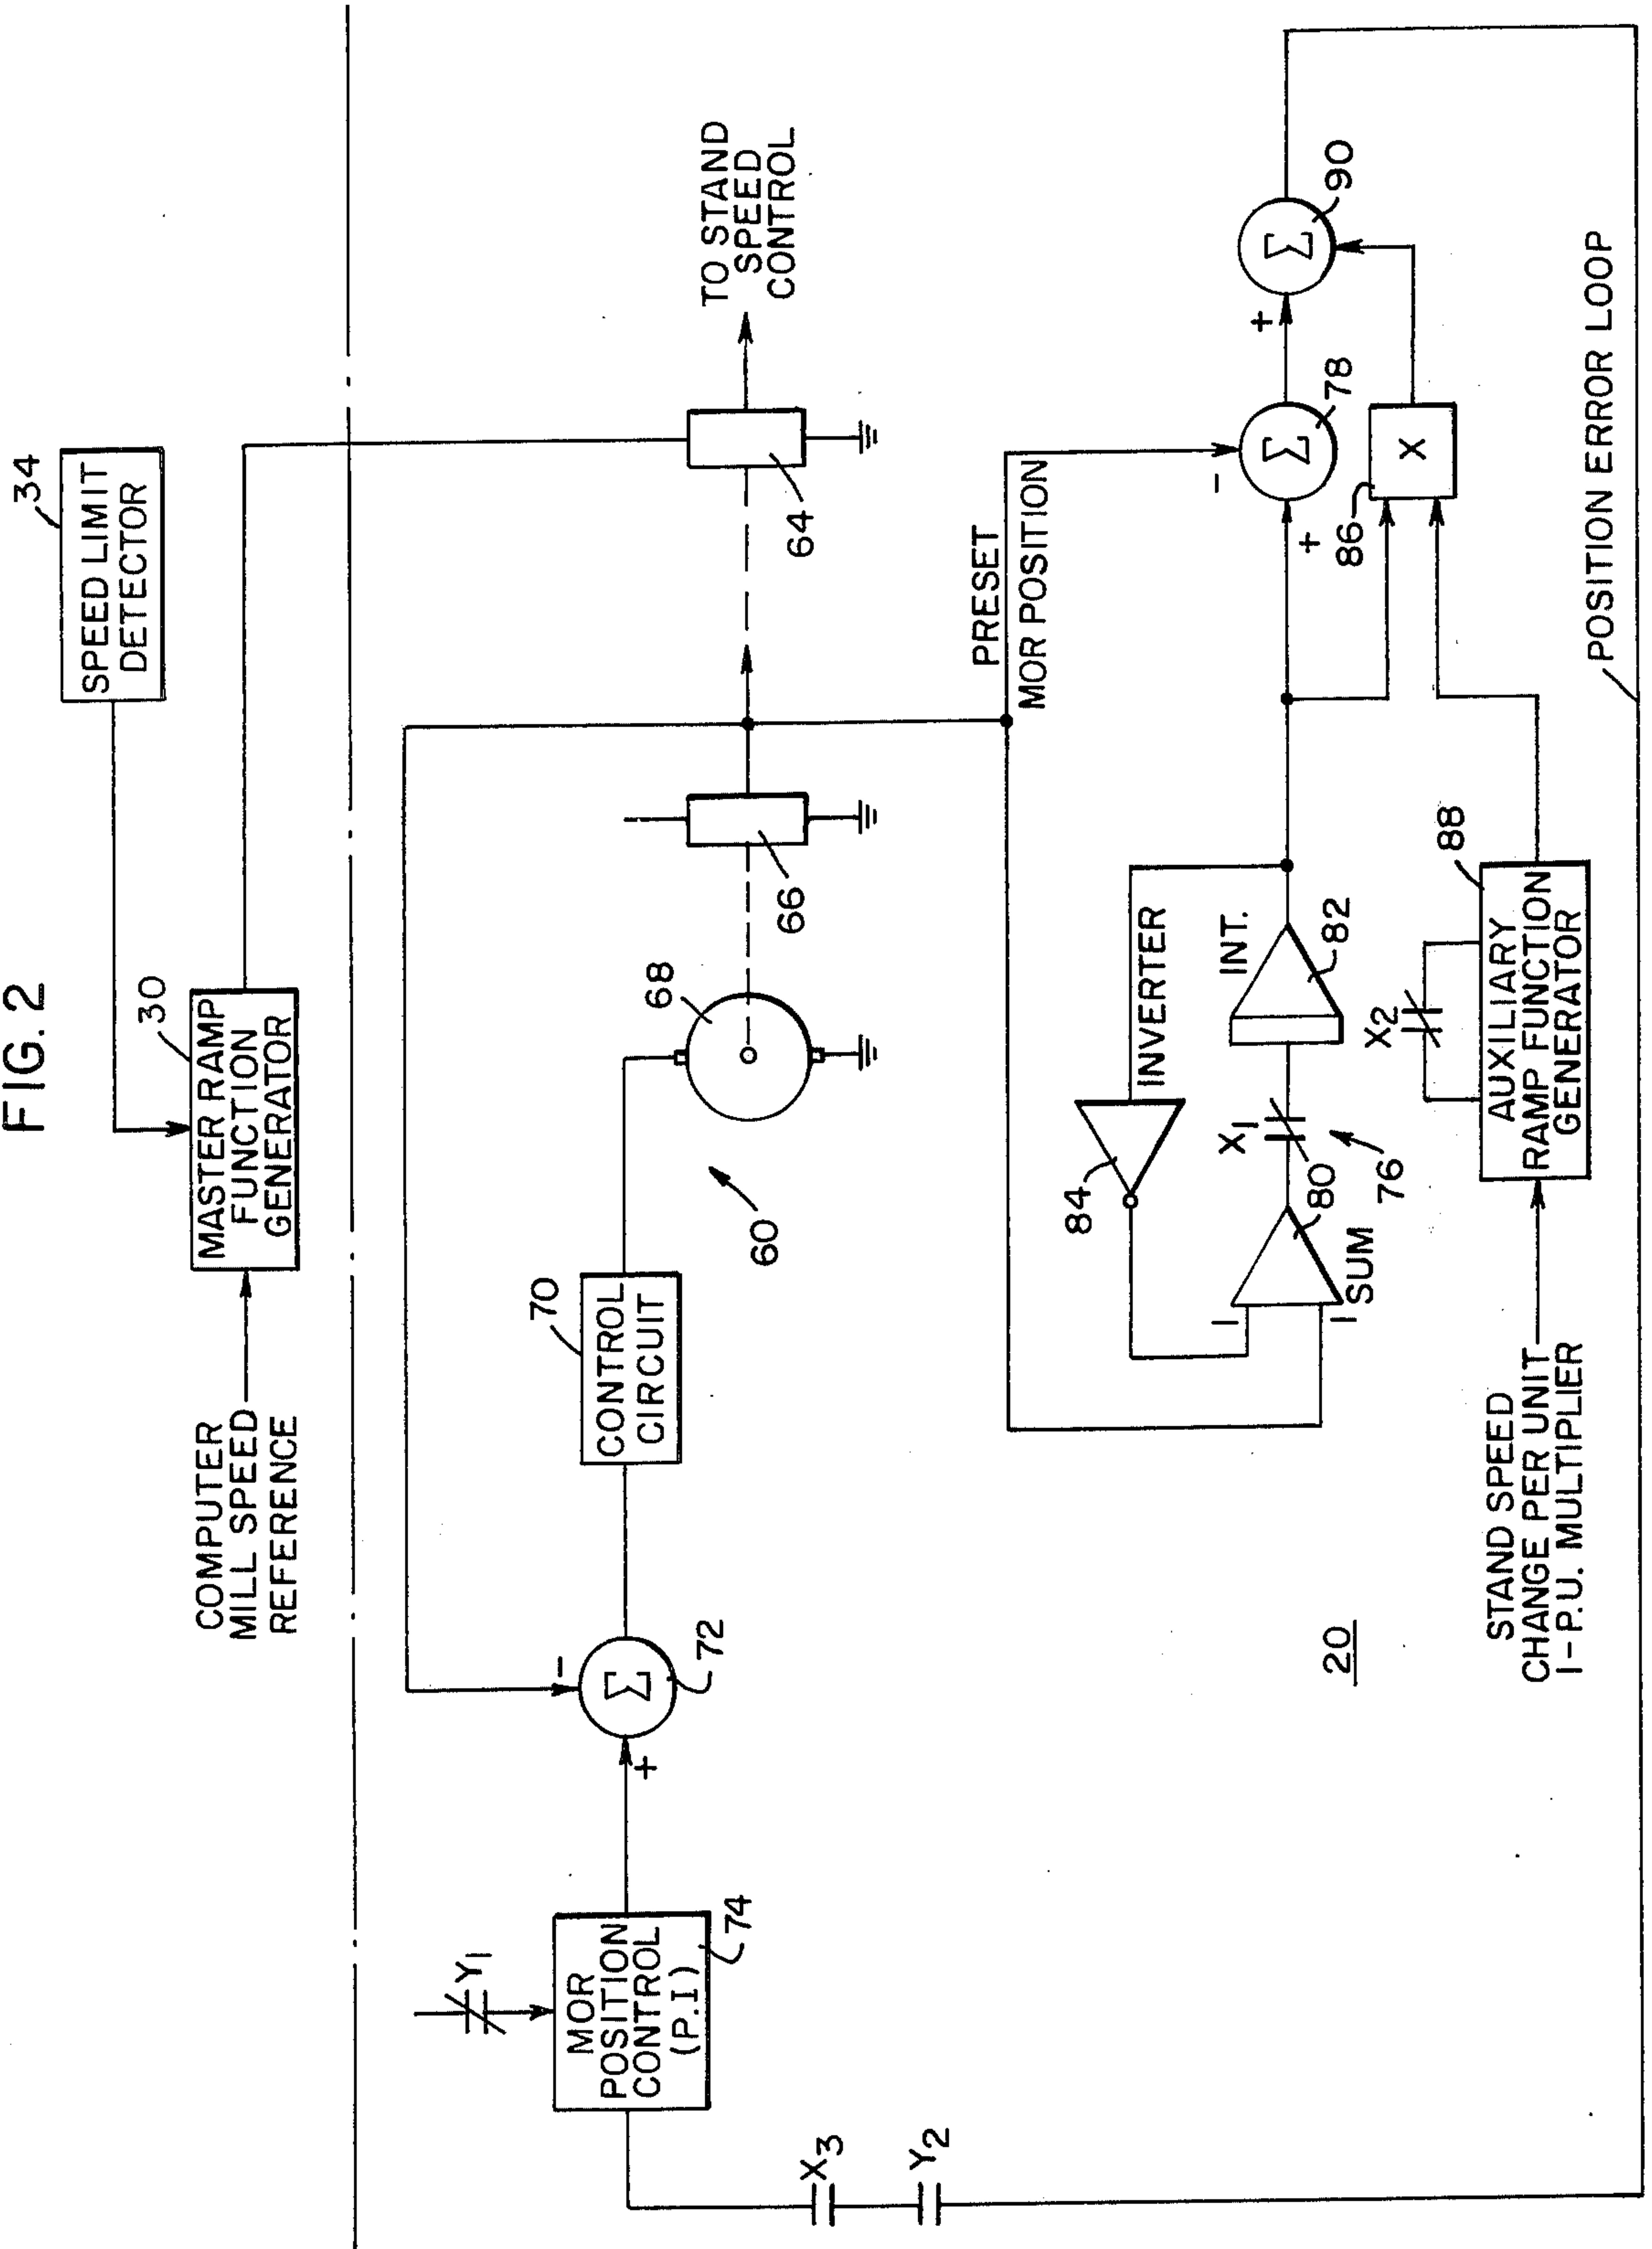 FIG. 2
34
SPEED LIMIT
DETECTOR
30
MASTER RAMP
FUNCTION
GENERATOR
COMPUTER
MILL SPEED
REFERENCE
TO STAND
SPEED
CONTROL
64
66
68
60
70
CONTROL
CIRCUIT
-
Σ
72
+
Y1
MOR
POSITION
CONTROL
(P.I)
74
X3
Y2
PRESET
MOR POSITION
INVERTER
84
INT.
82
X1
80
76
SUM
1
1
-
Σ
78
+
+
Σ
90
86
X
X2
88
AUXILIARY
RAMP FUNCTION
GENERATOR
STAND SPEED
CHANGE PER UNIT
1-P.U. MULTIPLIER
20
POSITION ERROR LOOP